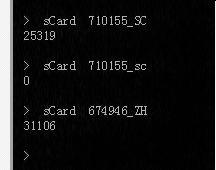 > sCard 710155_SC
25319
> sCard 710155_sc
0
> sCard 674946_ZH
31106
>